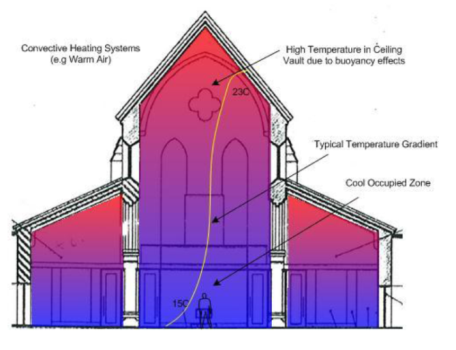 Convective Heating Systems
(e.g Warm Air)
High Temperature in Ceiling
Vault due to buoyancy effects
23C
Typical Temperature Gradient
Cool Occupied Zone
15C